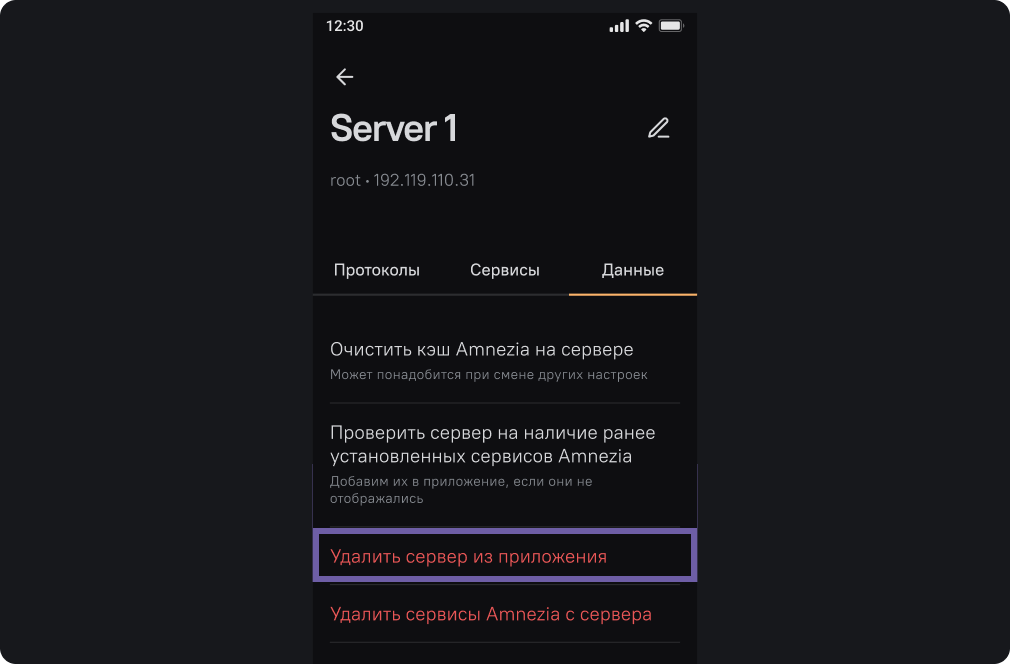 12:30
Server 1
root • 192.119.110.31
Протоколы Сервисы Данные
Очистить кэш Amnezia на сервере
Может понадобится при смене других настроек
Проверить сервер на наличие ранее
установленных сервисов Amnezia
Добавим их в приложение, если они не
отображались
Удалить сервер из приложения
Удалить сервисы Amnezia с сервера